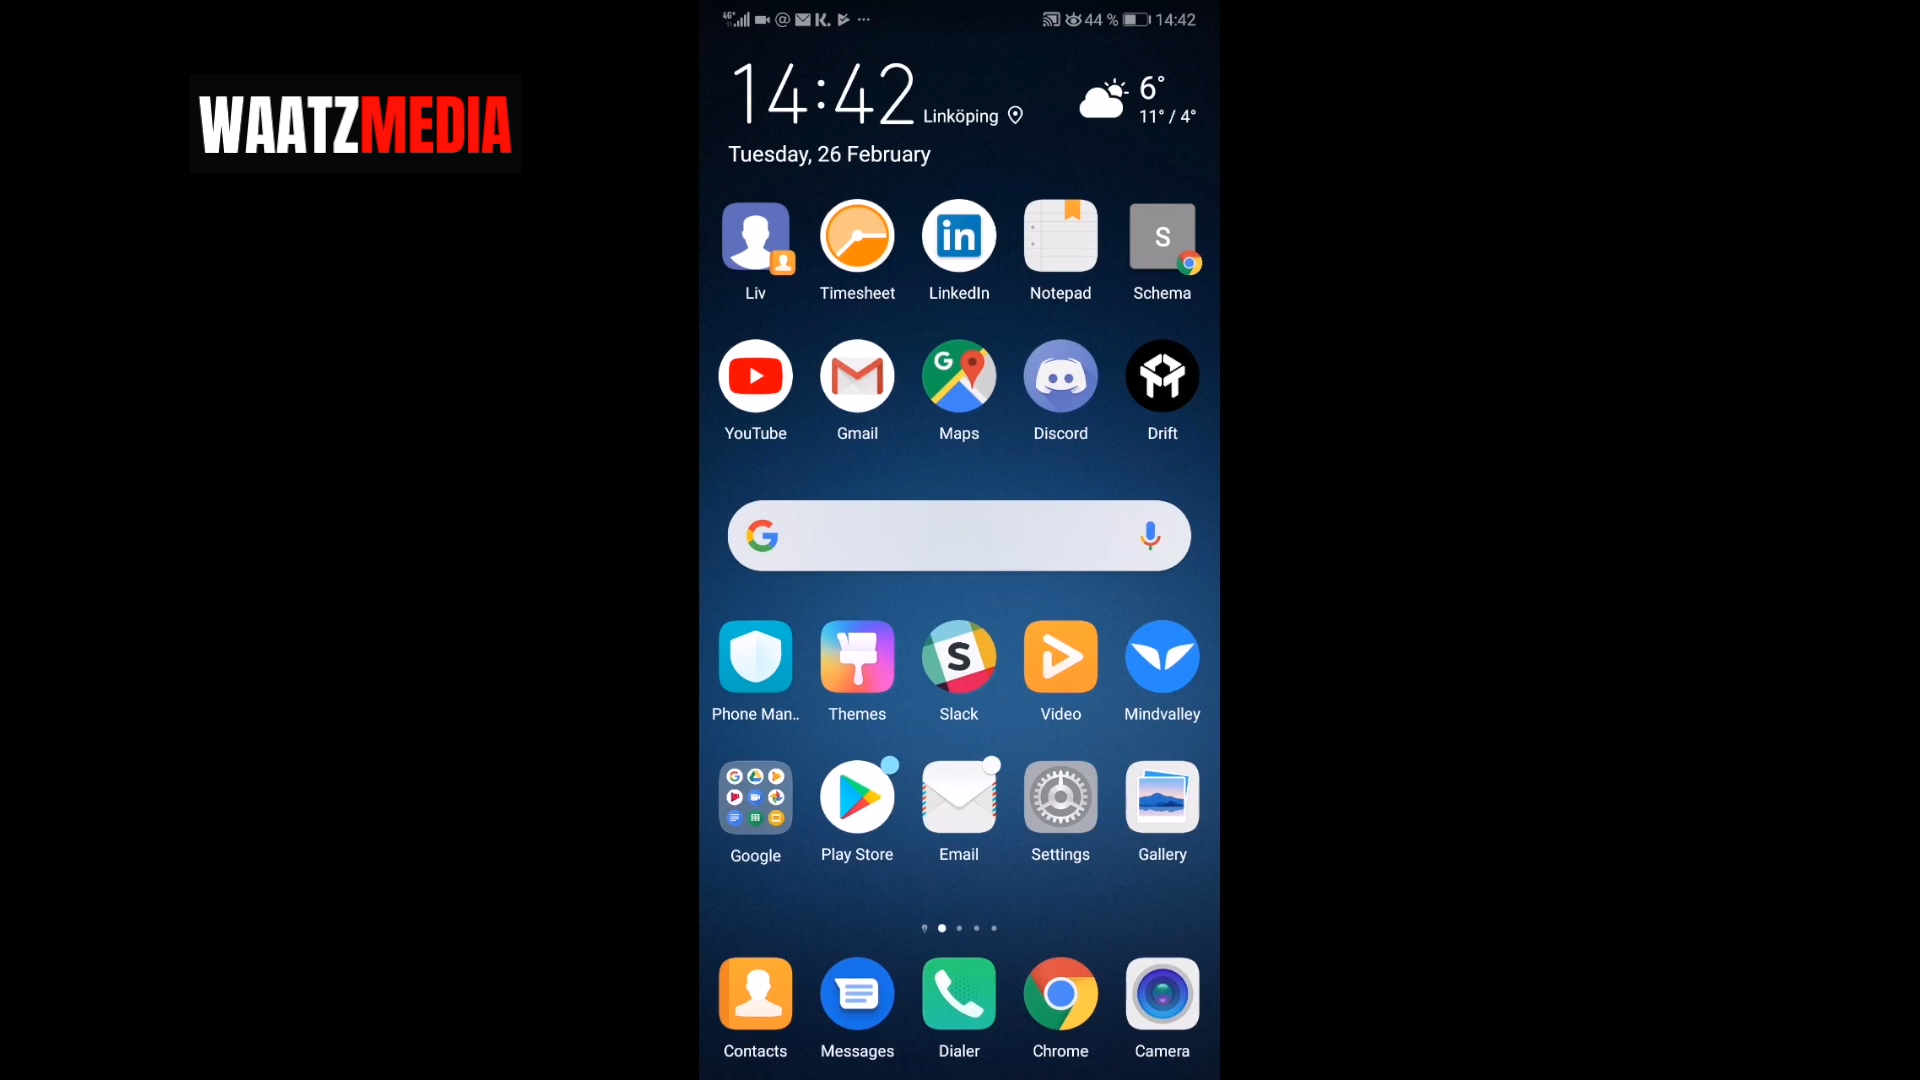 44 % 14:42
WAATZMEDIA
14:42 Linköping 6°
11° / 4°
Tuesday, 26 February
S
Liv Timesheet LinkedIn Notepad Schema
YouTube Gmail Maps Discord Drift
Phone Man.. Themes Slack Video Mindvalley
Google Play Store Email Settings Gallery
Contacts Messages Dialer Chrome Camera